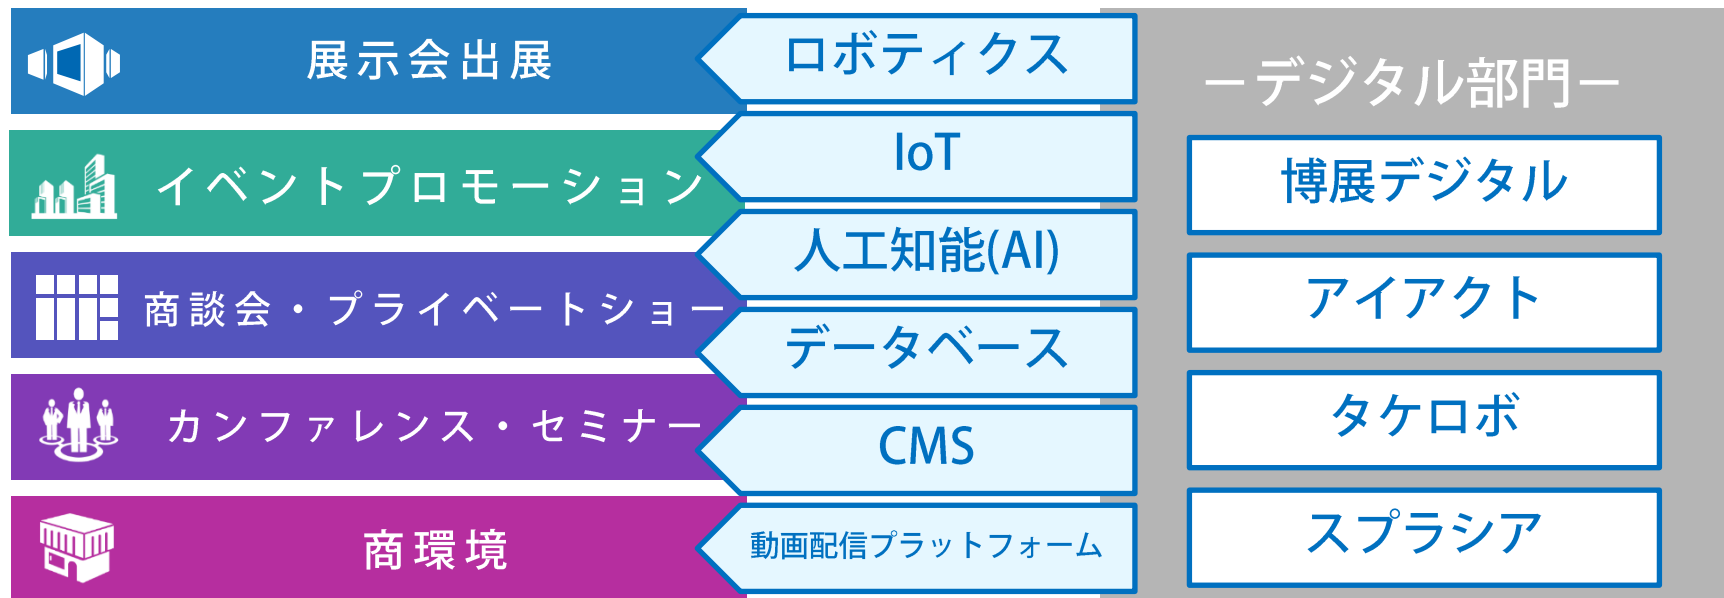 展示会出展
イベントプロモーション
商談会・プライベートショー
カンファレンス・セミナー
商環境
ロボティクス
IoT
人工知能(AI)
データベース
CMS
動画配信プラットフォーム
－デジタル部門－
博展デジタル
アイアクト
タケロボ
スプラシア